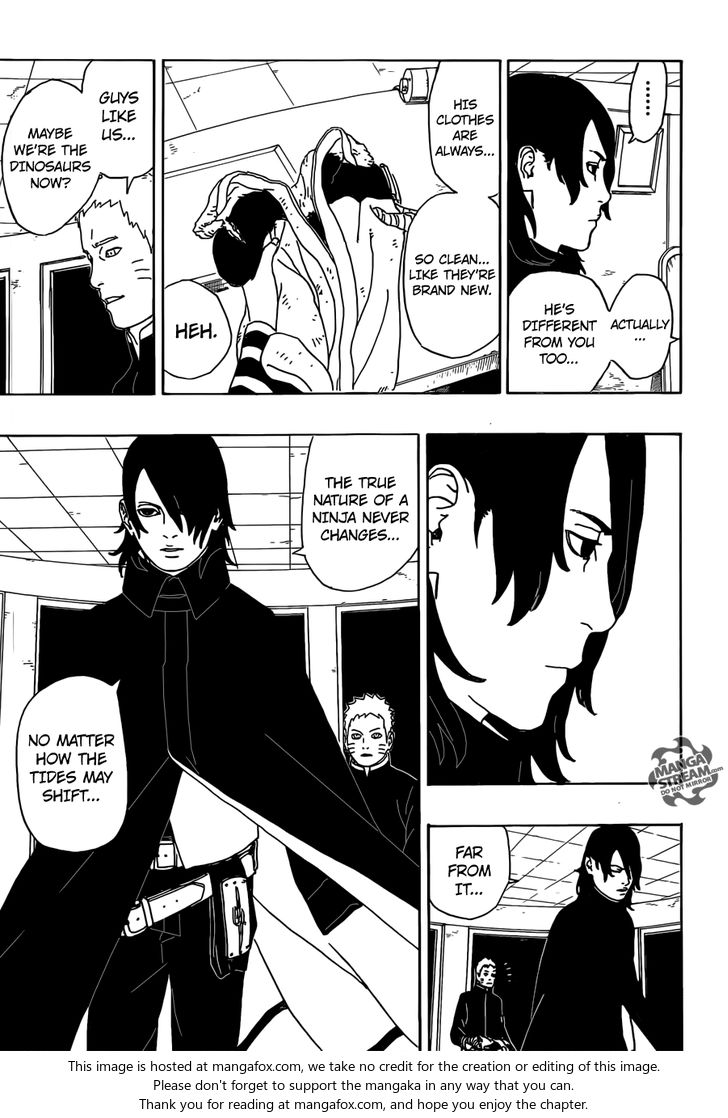 ......
ACTUALLY
...
HE'S
DIFFERENT
FROM YOU
TOO...
HIS
CLOTHES
ARE
ALWAYS...
SO CLEAN...
LIKE THEY'RE
BRAND NEW.
HEH.
GUYS
LIKE
US...
MAYBE
WE'RE THE
DINOSAURS
NOW?
FAR
FROM
IT...
THE TRUE
NATURE OF A
NINJA NEVER
CHANGES...
NO MATTER
HOW THE
TIDES MAY
SHIFT...
MANGA
STREAM.com
DO NOT MIRROR
This image is hosted at mangafox.com, we take no credit for the creation or editing of this image.
Please don't forget to support the mangaka in any way that you can.
Thank you for reading at mangafox.com, and hope you enjoy the chapter.